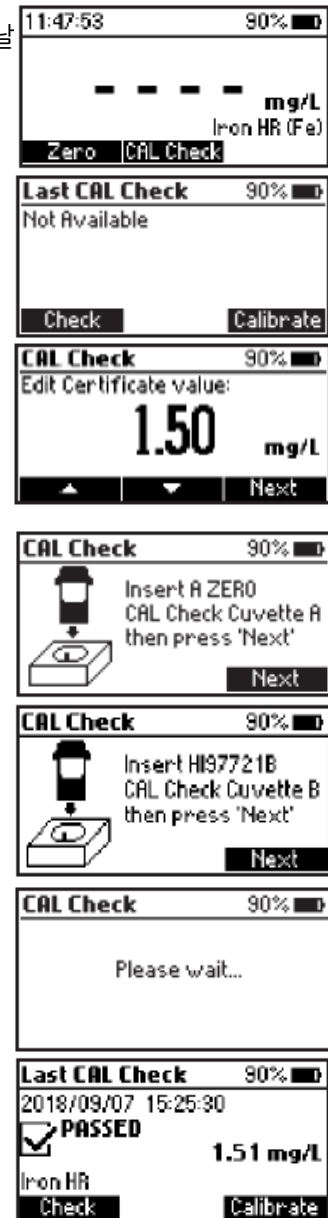 11:47:53 90%
mg/L
Iron HR (Fe)
Zero CAL Check
Last CAL Check 90%
Not Available
Check Calibrate
CAL Check 90%
Edit Certificate value:
1.50 mg/L
Next
CAL Check 90%
Insert A ZERO
CAL Check Cuvette A
then press 'Next'
Next
CAL Check 90%
Insert HI97721B
CAL Check Cuvette B
then press 'Next'
Next
CAL Check 90%
Please wait...
Last CAL Check 90%
2018/09/07 15:25:30
PASSED
1.51 mg/L
Iron HR
Check Calibrate